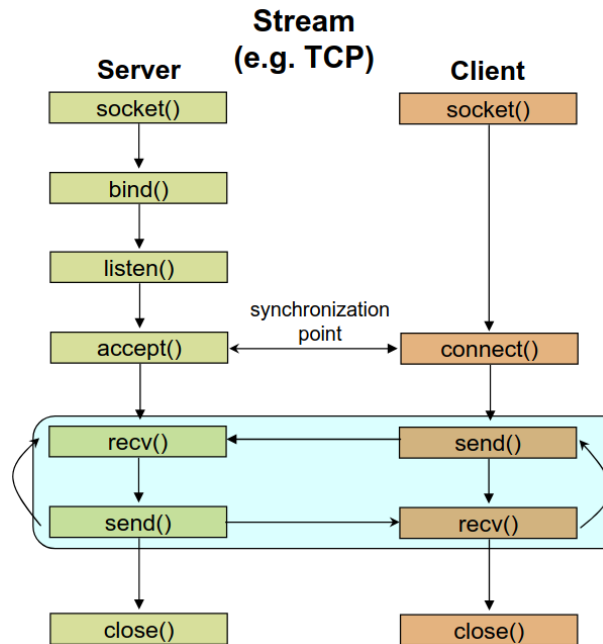 Stream
(e.g. TCP)
Server
Client
socket()
socket()
bind()
listen()
synchronization
point
accept()
connect()
recv()
send()
send()
recv()
close()
close()